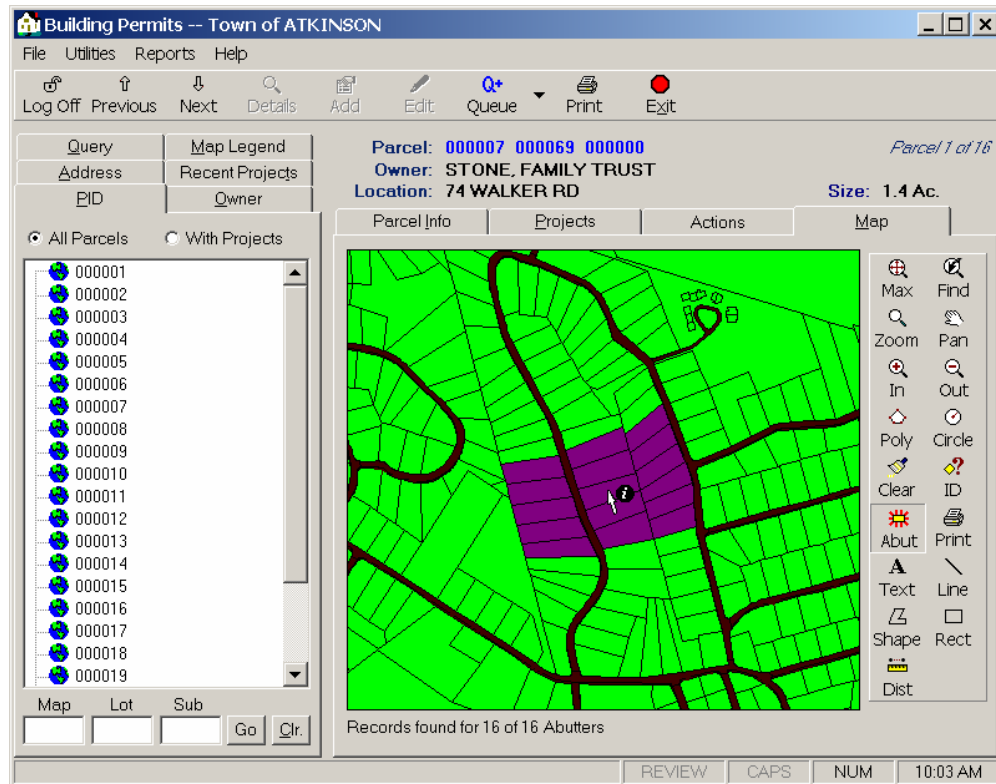 Building Permits -- Town of ATKINSON
File Utilities Reports Help
Log Off Previous Next Details Add Edit Q+ Queue Print Exit
Query Map Legend
Address Recent Projects
PID Owner
All Parcels With Projects
000001
000002
000003
000004
000005
000006
000007
000008
000009
000010
000011
000012
000013
000014
000015
000016
000017
000018
000019
Map Lot Sub
Go Clr.
Parcel: 000007 000069 000000 Parcel 1 of 16
Owner: STONE, FAMILY TRUST
Location: 74 WALKER RD Size: 1.4 Ac.
Parcel Info Projects Actions Map
i
Max Find
Zoom Pan
In Out
Poly Circle
Clear ID
Abut Print
A
Text Line
Shape Rect
Dist
Records found for 16 of 16 Abutters
REVIEW CAPS NUM 10:03 AM